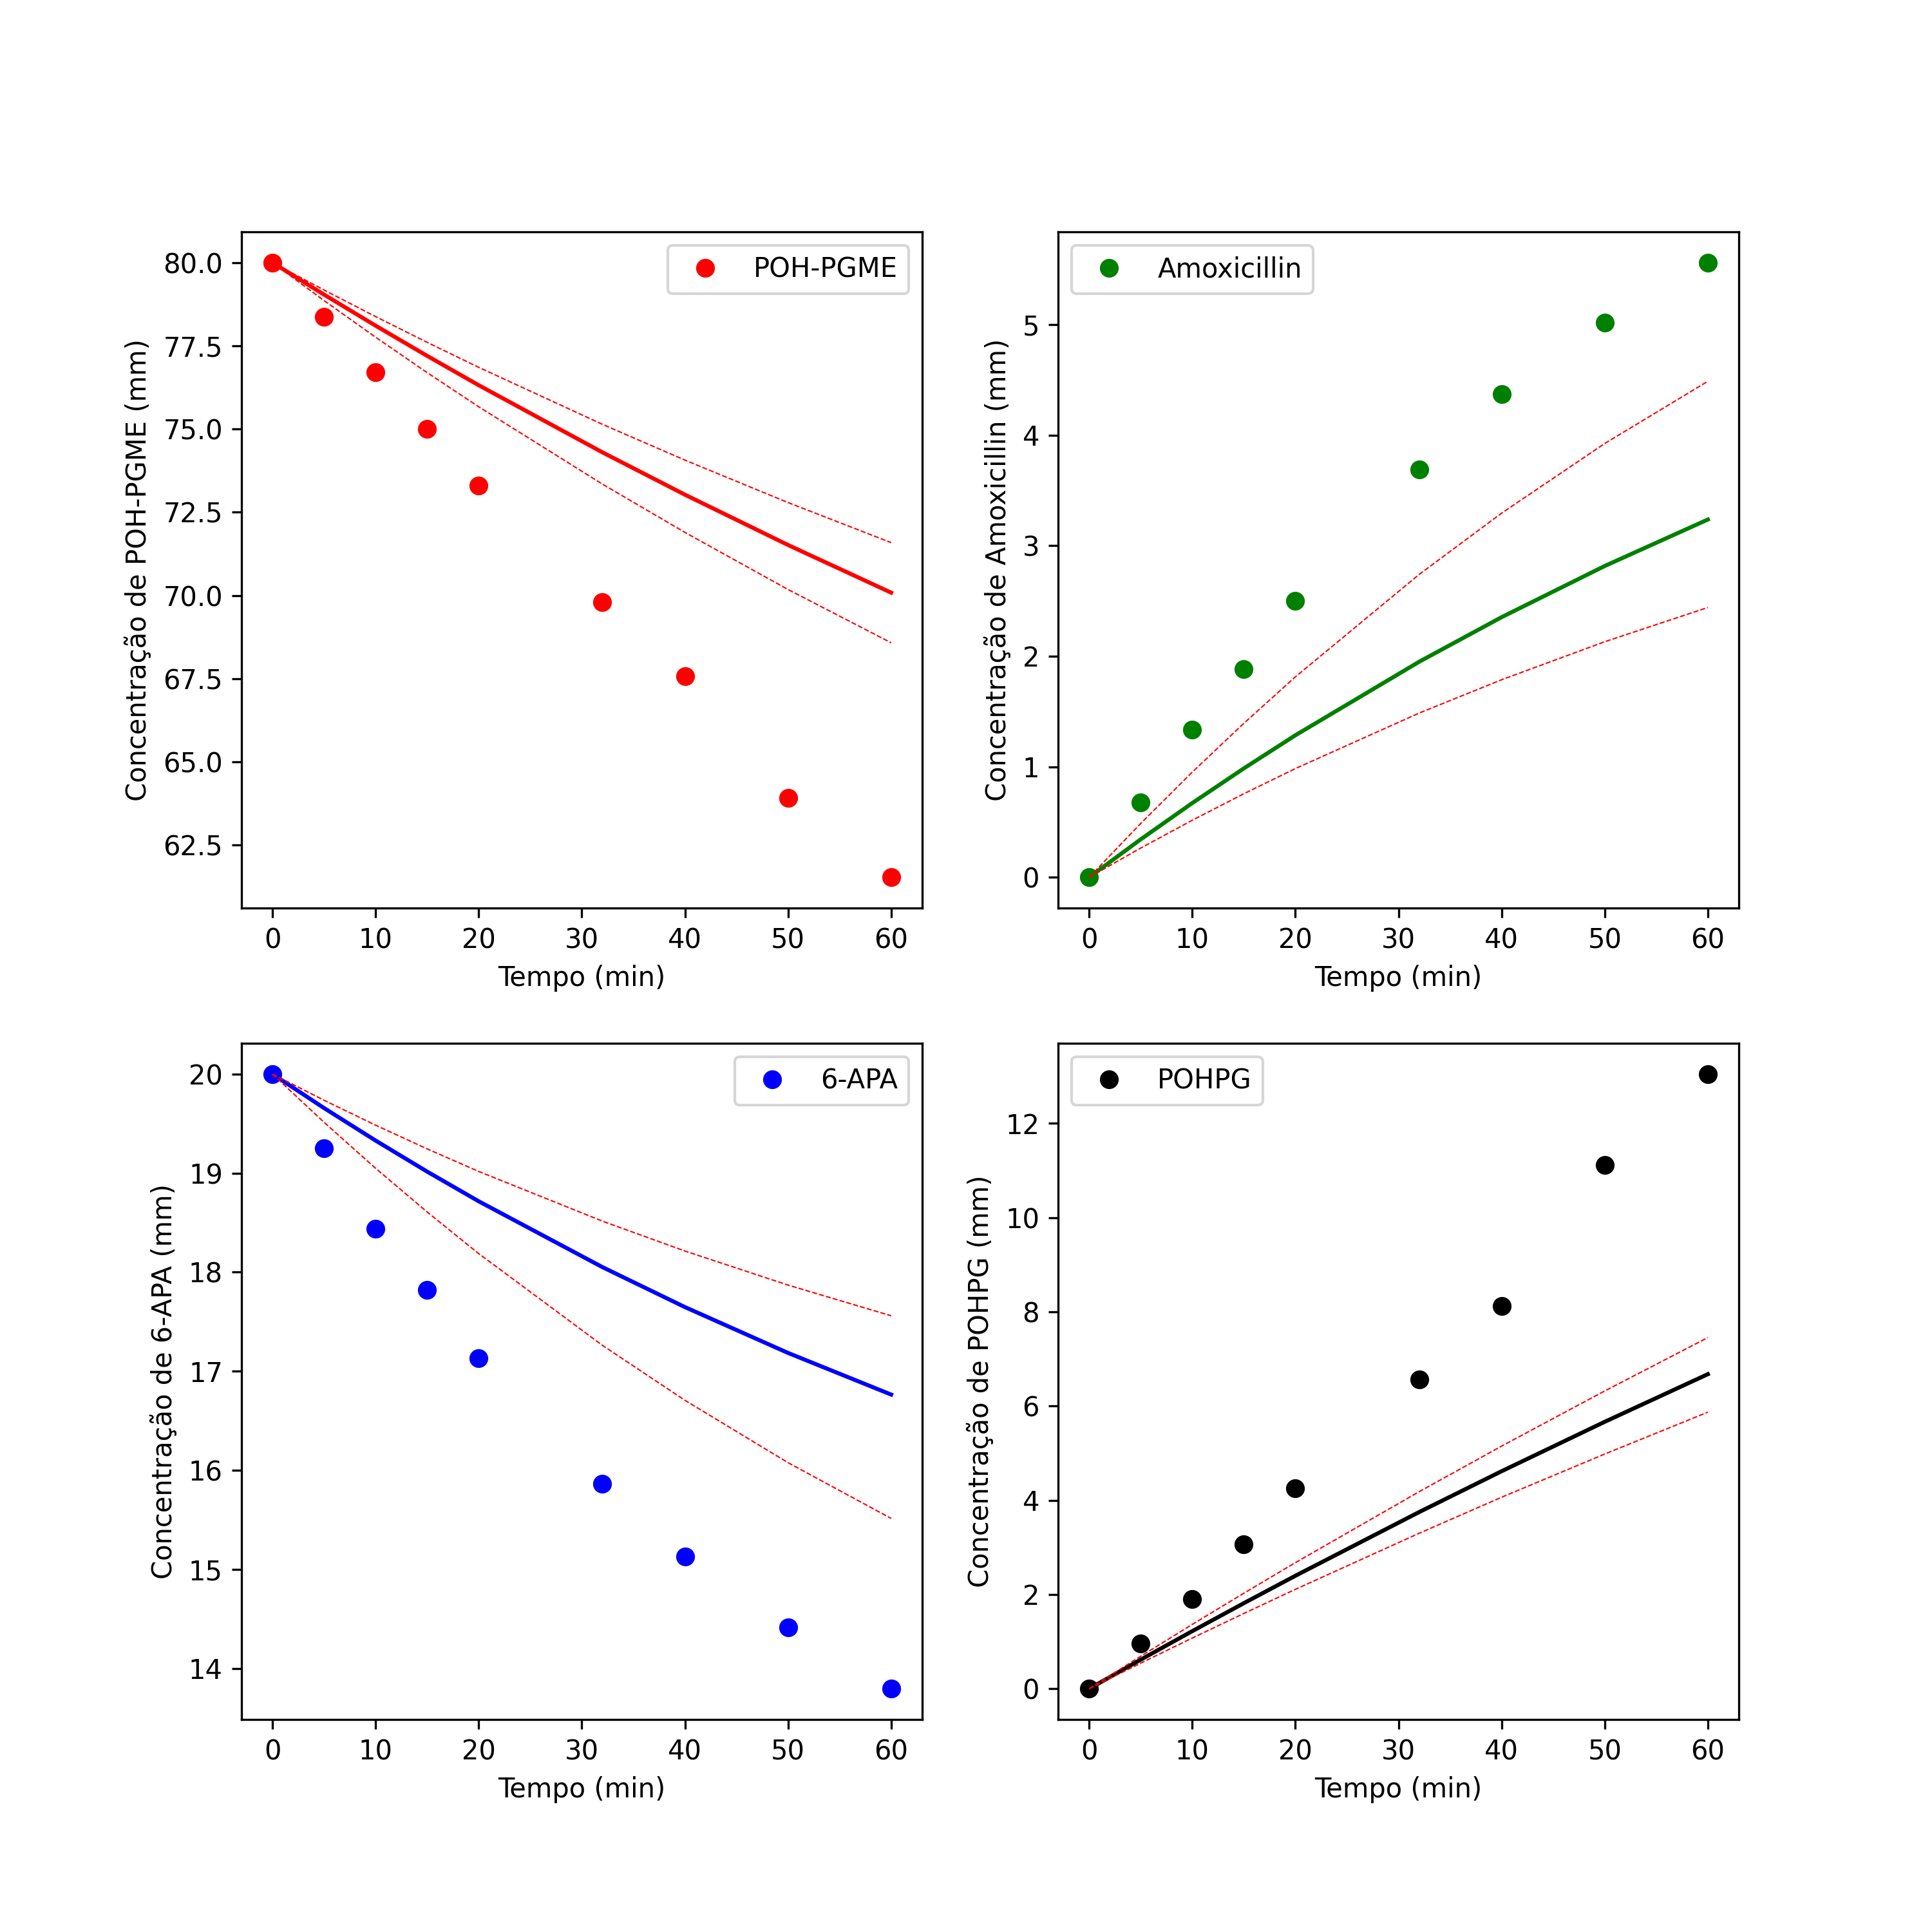 Concentração de POH-PGME (mm)
80.0
77.5
75.0
72.5
70.0
67.5
65.0
62.5
POH-PGME
0 10 20 30 40 50 60
Tempo (min)
Concentração de Amoxicillin (mm)
5
4
3
2
1
0
Amoxicillin
0 10 20 30 40 50 60
Tempo (min)
Concentração de 6-APA (mm)
20
19
18
17
16
15
14
6-APA
0 10 20 30 40 50 60
Tempo (min)
Concentração de POHPG (mm)
12
10
8
6
4
2
0
POHPG
0 10 20 30 40 50 60
Tempo (min)